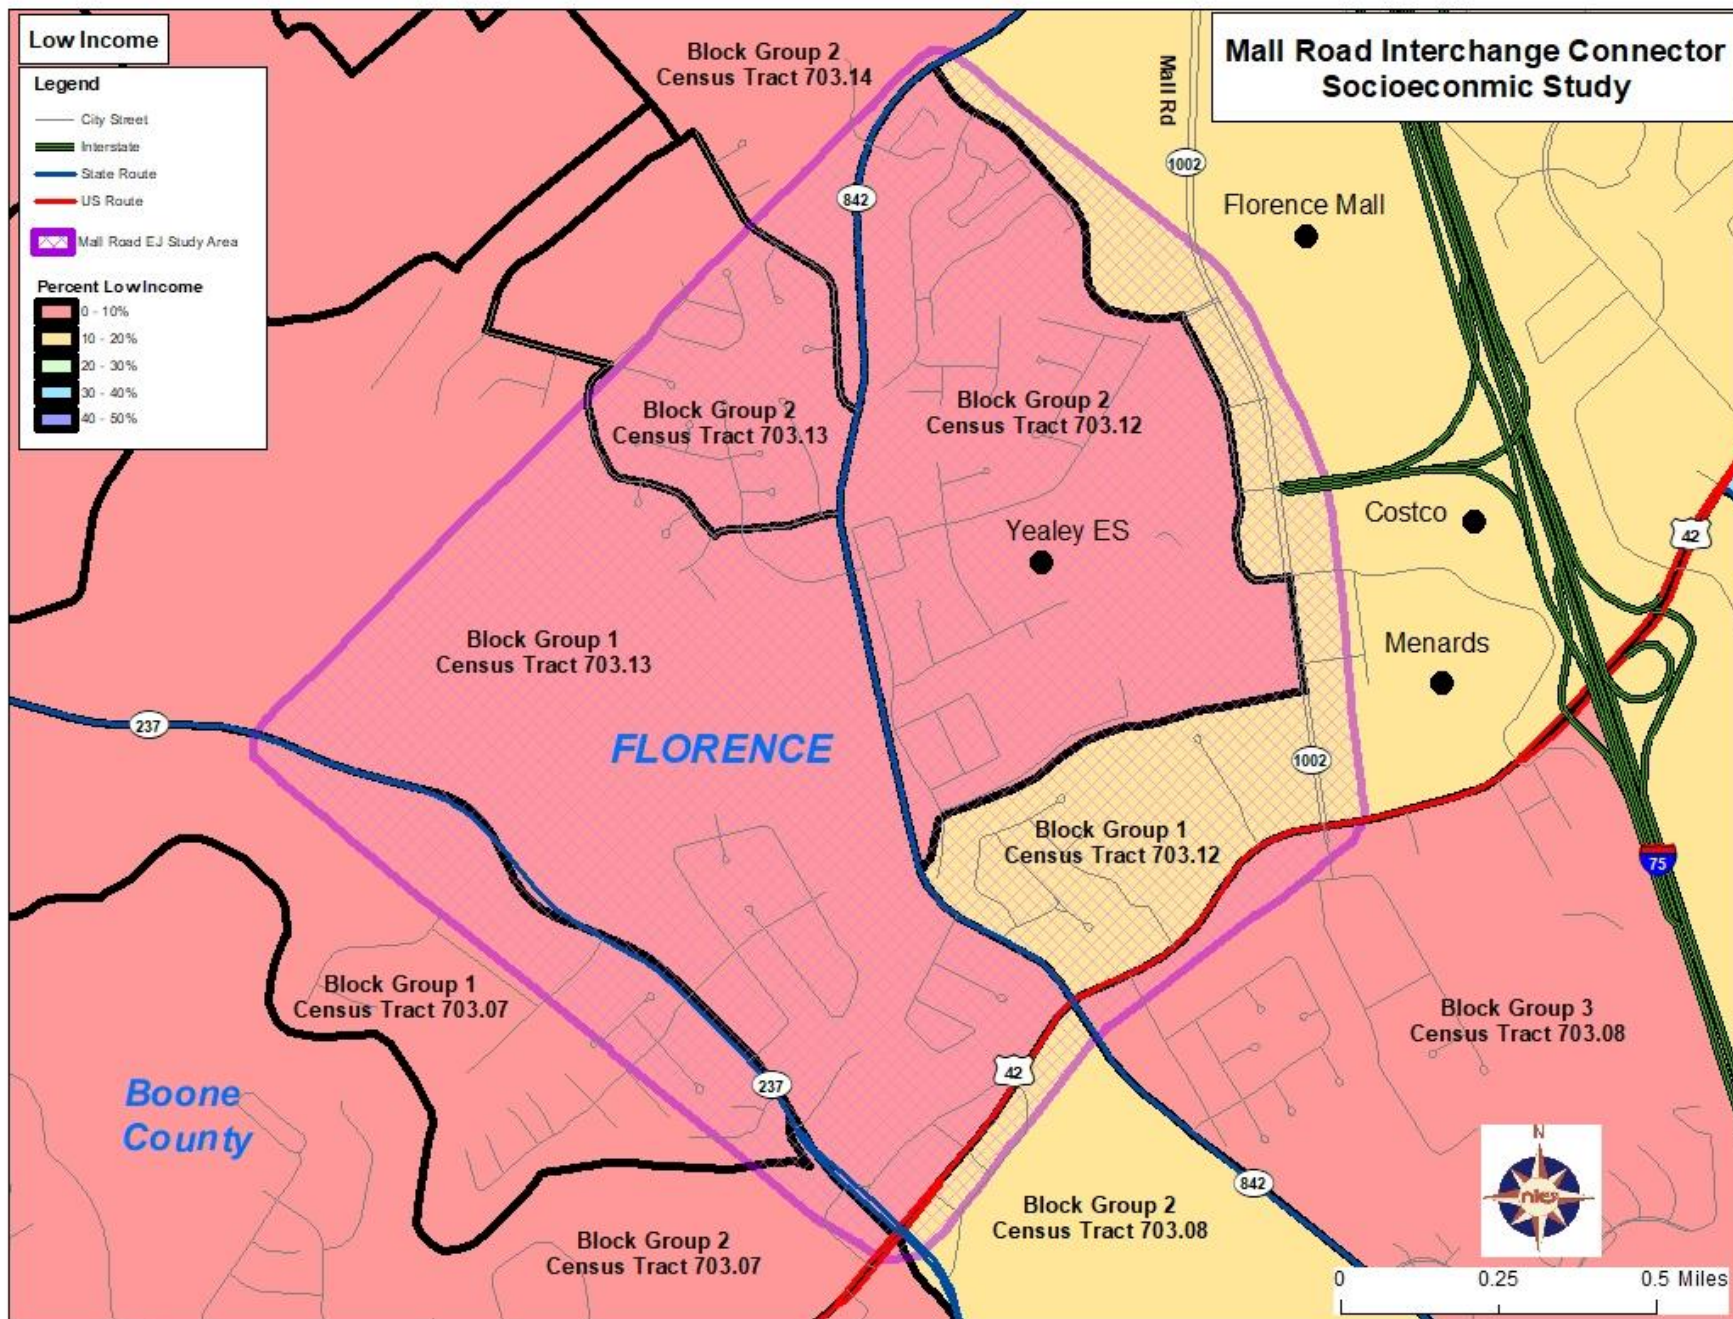 Low Income
Legend
City Street
Interstate
State Route
US Route
Mall Road EJ Study Area
Percent Low Income
0 - 10%
10 - 20%
20 - 30%
30 - 40%
40 - 50%
Mall Road Interchange Connector
Socioeconmic Study
Block Group 2
Census Tract 703.14
Mall Rd
1002
842
Florence Mall
Block Group 2
Census Tract 703.13
Block Group 2
Census Tract 703.12
Costco
42
Yealey ES
Block Group 1
Census Tract 703.13
Menards
237
FLORENCE
1002
Block Group 1
Census Tract 703.12
75
Block Group 1
Census Tract 703.07
Block Group 3
Census Tract 703.08
42
237
Boone
County
842
Block Group 2
Census Tract 703.08
Block Group 2
Census Tract 703.07
N
0 0.25 0.5 Miles